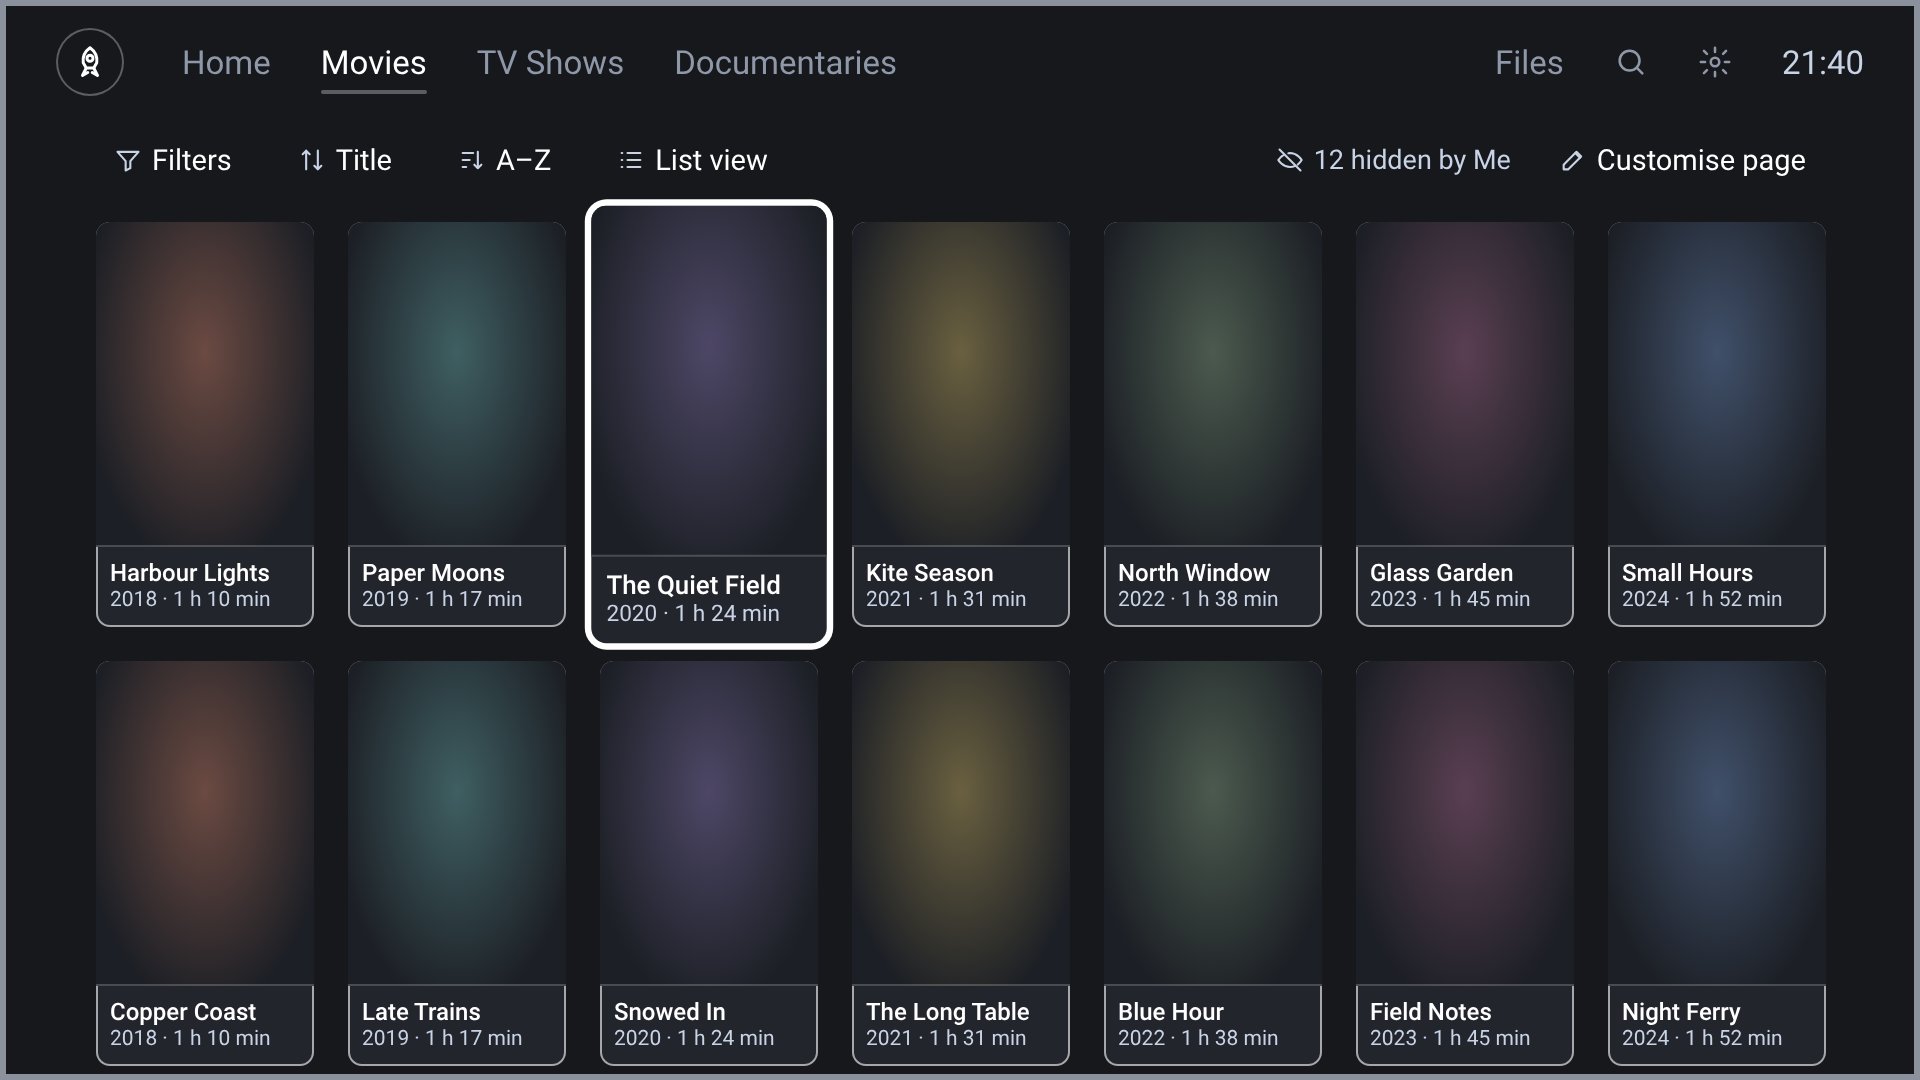 Home Movies TV Shows Documentaries Files 21:40
Filters Title A–Z List view 12 hidden by Me Customise page
Harbour Lights
2018 · 1 h 10 min
Paper Moons
2019 · 1 h 17 min
The Quiet Field
2020 · 1 h 24 min
Kite Season
2021 · 1 h 31 min
North Window
2022 · 1 h 38 min
Glass Garden
2023 · 1 h 45 min
Small Hours
2024 · 1 h 52 min
Copper Coast
2018 · 1 h 10 min
Late Trains
2019 · 1 h 17 min
Snowed In
2020 · 1 h 24 min
The Long Table
2021 · 1 h 31 min
Blue Hour
2022 · 1 h 38 min
Field Notes
2023 · 1 h 45 min
Night Ferry
2024 · 1 h 52 min